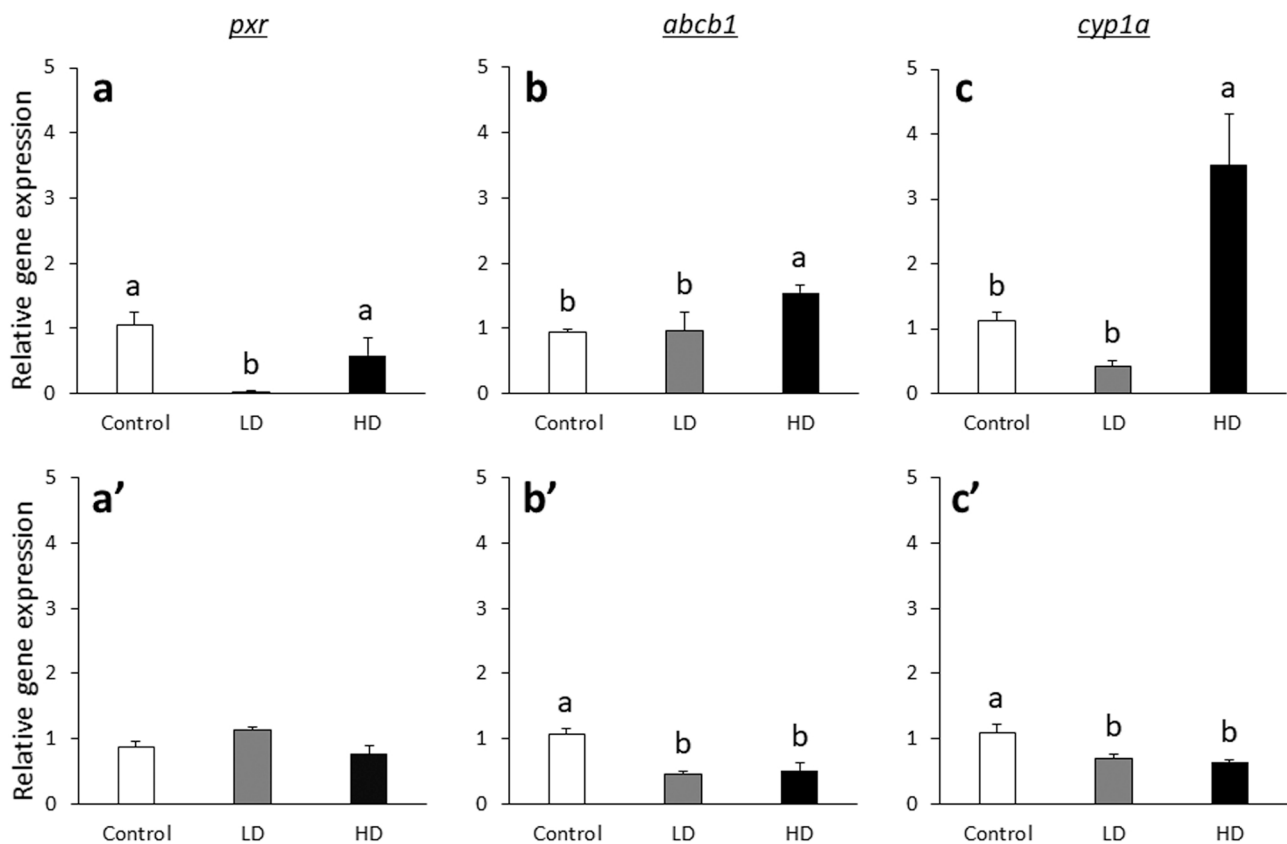 pxr abcb1 cyp1a
a b c
Relative gene expression
5 4 3 2 1 0
a b a
Control LD HD
5 4 3 2 1 0
b b a
Control LD HD
5 4 3 2 1 0
b b a
Control LD HD
a’ b’ c’
Relative gene expression
5 4 3 2 1 0
Control LD HD
5 4 3 2 1 0
a b b
Control LD HD
5 4 3 2 1 0
a b b
Control LD HD